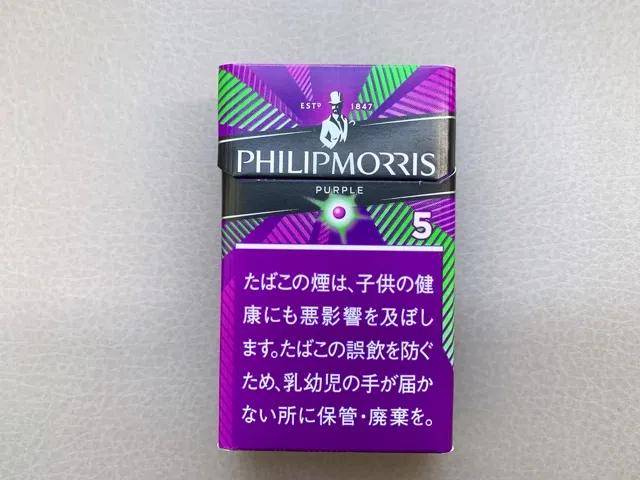 ESTD 1847
PHILIP MORRIS
PURPLE
5
たばこの煙は、子供の健
康にも悪影響を及ぼし
ます。たばこの誤飲を防ぐ
ため、乳幼児の手が届か
ない所に保管・廃棄を。